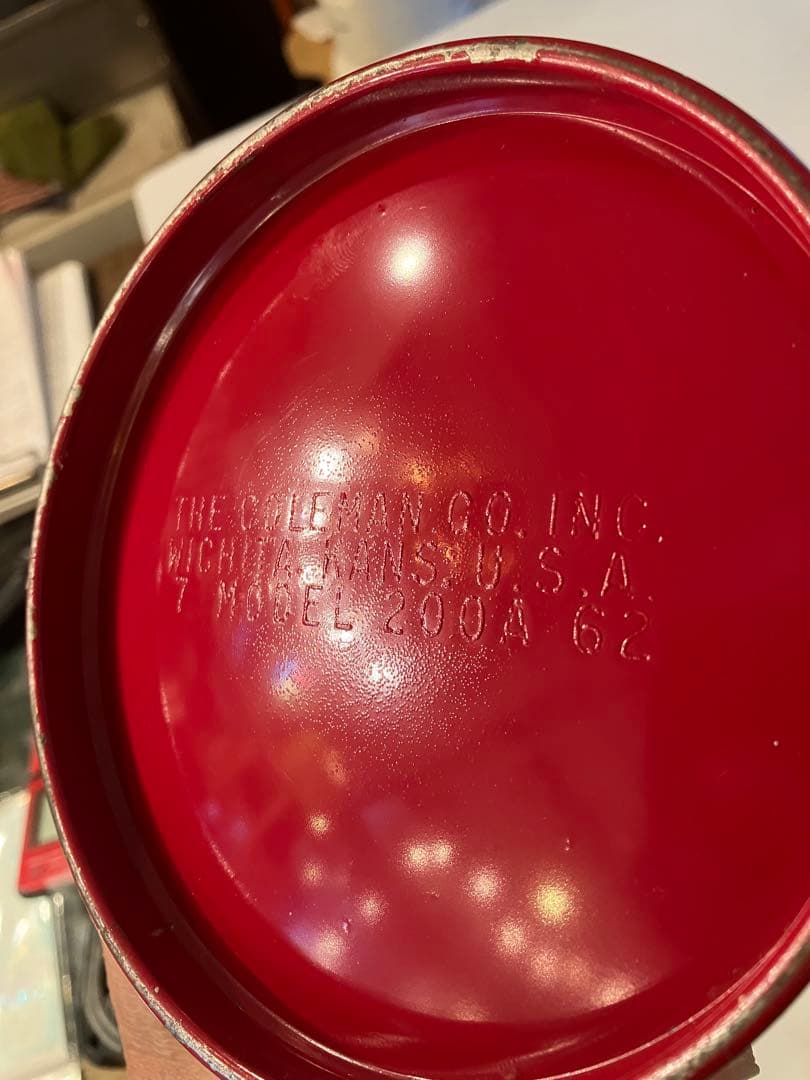 THE COLEMAN CO. INC.
WICHITA, KANS. U.S.A.
7 MODEL 200A 62